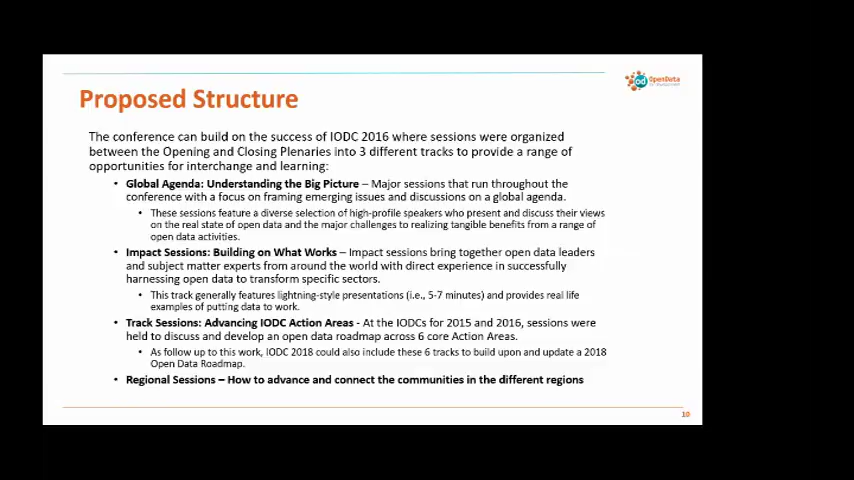 Proposed Structure
od OpenData
The conference can build on the success of IODC 2016 where sessions were organized
between the Opening and Closing Plenaries into 3 different tracks to provide a range of
opportunities for interchange and learning:
• Global Agenda: Understanding the Big Picture – Major sessions that run throughout the
conference with a focus on framing emerging issues and discussions on a global agenda.
• These sessions feature a diverse selection of high-profile speakers who present and discuss their views
on the real state of open data and the major challenges to realizing tangible benefits from a range of
open data activities.
• Impact Sessions: Building on What Works – Impact sessions bring together open data leaders
and subject matter experts from around the world with direct experience in successfully
harnessing open data to transform specific sectors.
• This track generally features lightning-style presentations (i.e., 5-7 minutes) and provides real life
examples of putting data to work.
• Track Sessions: Advancing IODC Action Areas - At the IODCs for 2015 and 2016, sessions were
held to discuss and develop an open data roadmap across 6 core Action Areas.
• As follow up to this work, IODC 2018 could also include these 6 tracks to build upon and update a 2018
Open Data Roadmap.
• Regional Sessions – How to advance and connect the communities in the different regions
10